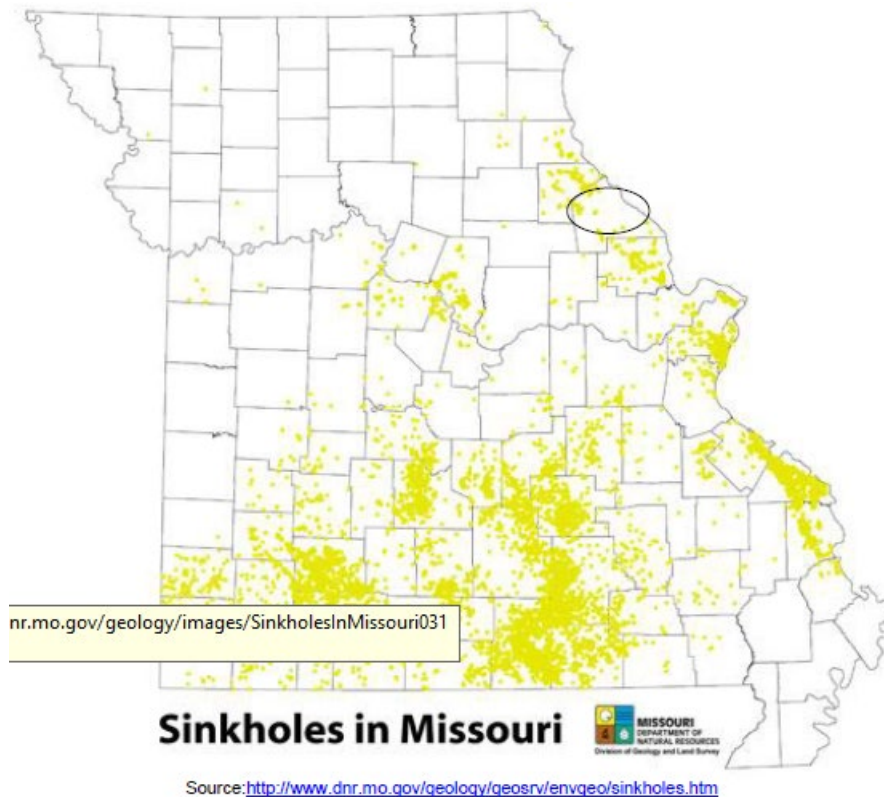 nr.mo.gov/geology/images/SinkholesInMissouri031
Sinkholes in Missouri
MISSOURI
DEPARTMENT OF
NATURAL RESOURCES
Division of Geology and Land Survey
Source:http://www.dnr.mo.gov/geology/geosrv/envgeo/sinkholes.htm